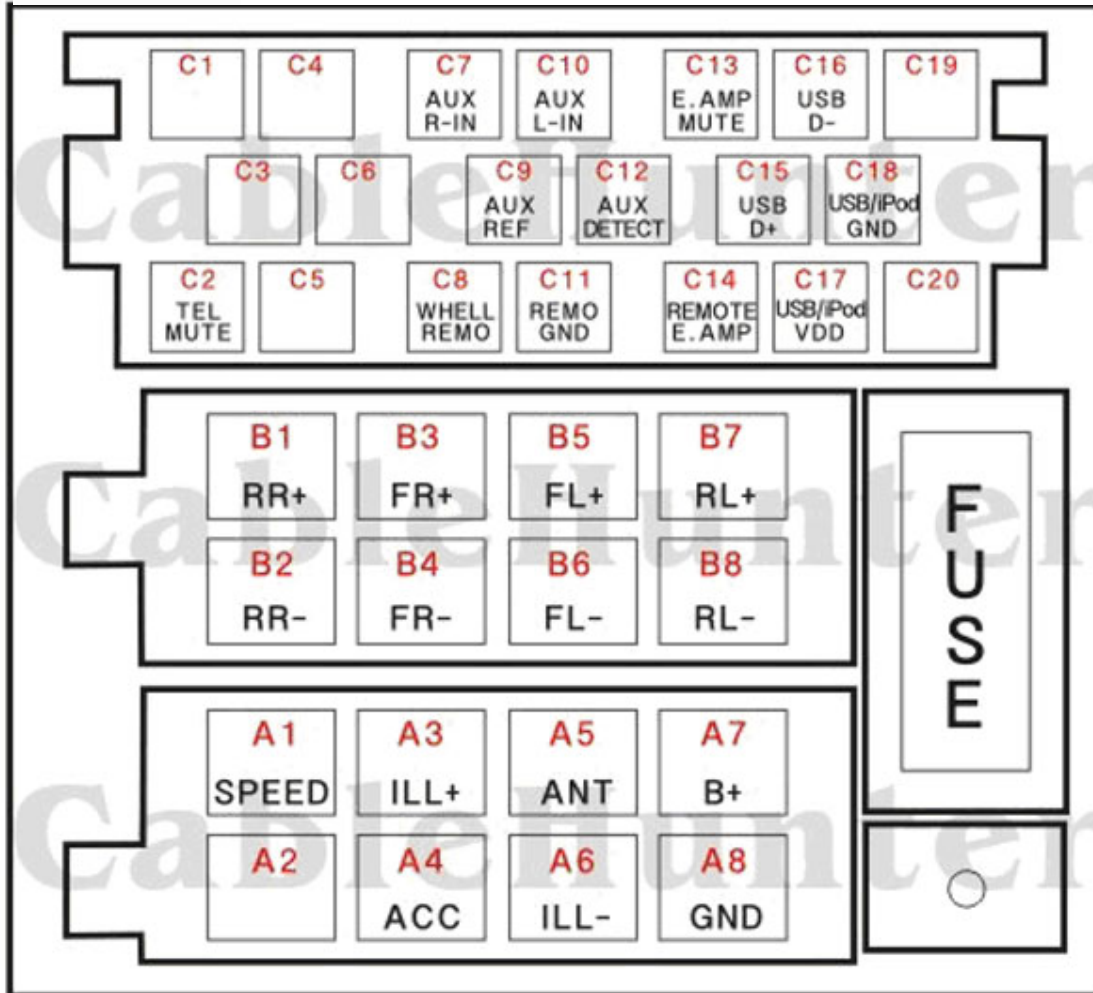 C1
C4
C7
AUX
R-IN
C10
AUX
L-IN
C13
E.AMP
MUTE
C16
USB
D-
C19
C3
C6
C9
AUX
REF
C12
AUX
DETECT
C15
USB
D+
C18
USB/iPod
GND
C2
TEL
MUTE
C5
C8
WHELL
REMO
C11
REMO
GND
C14
REMOTE
E.AMP
C17
USB/iPod
VDD
C20
B1
RR+
B3
FR+
B5
FL+
B7
RL+
B2
RR-
B4
FR-
B6
FL-
B8
RL-
FUSE
A1
SPEED
A3
ILL+
A5
ANT
A7
B+
A2
A4
ACC
A6
ILL-
A8
GND
CableHunter
CableHunter
CableHunter